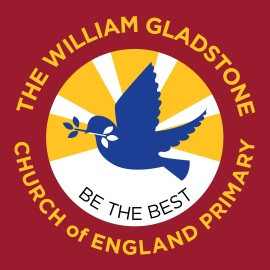 THE WILLIAM GLADSTONE
BE THE BEST
CHURCH of ENGLAND PRIMARY